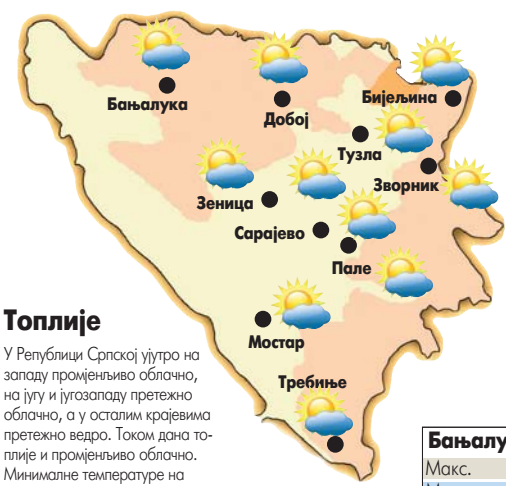 Бањалука
Добој
Бијељина
Тузла
Зворник
Зеница
Сарајево
Пале
Мостар
Требиње
Топлије
У Републици Српској ујутро на
западу промјенљиво облачно,
на југу и југозападу претежно
облачно, а у осталим крајевима
претежно ведро. Током дана то-
плије и промјенљиво облачно.
Минималне температуре на
Бањалу
Макс.